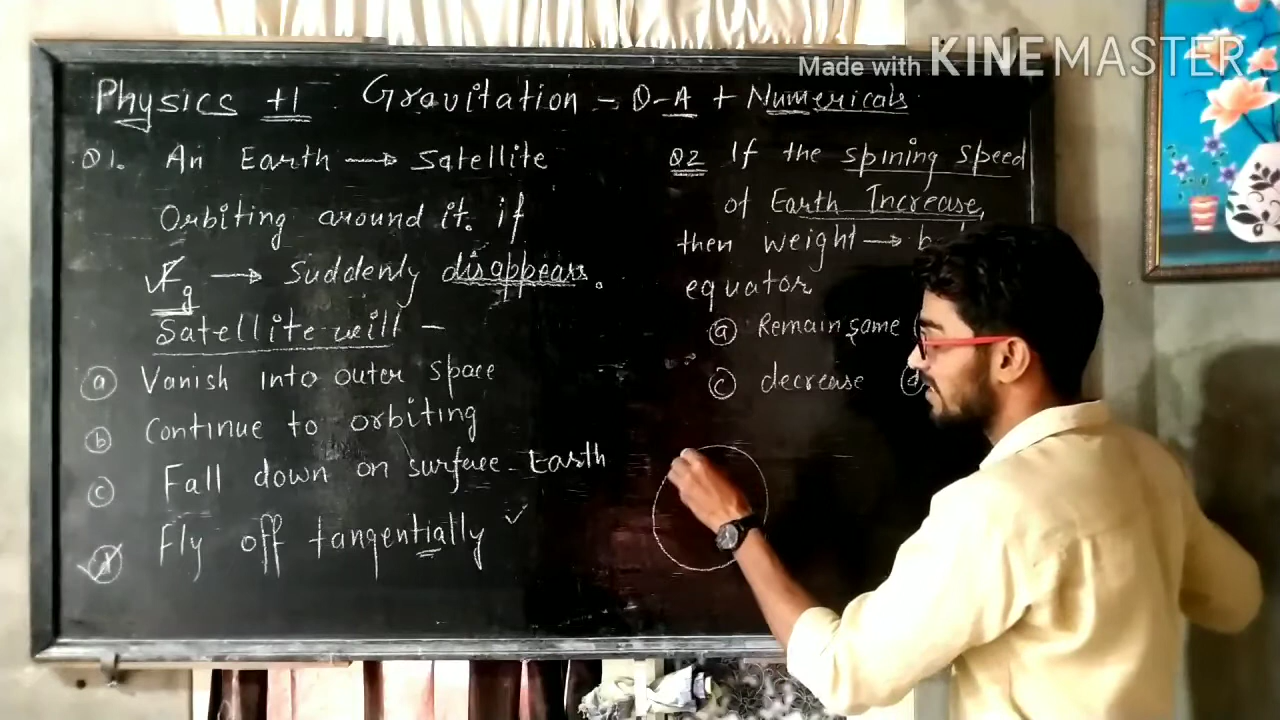 Made with KINEMASTER
Physics +1 Gravitation - Q-A + Numericals
Q1. An Earth → Satellite
Orbiting around it. if
Fg → Suddenly disappears.
Satellite will -
(a) Vanish into outer space
(b) Continue to orbiting
(c) Fall down on surface - Earth
(d) Fly off tangentially ✓
Q2 If the spining speed
of Earth Increase,
then weight →
equator
(a) Remain same
(c) decrease (d)